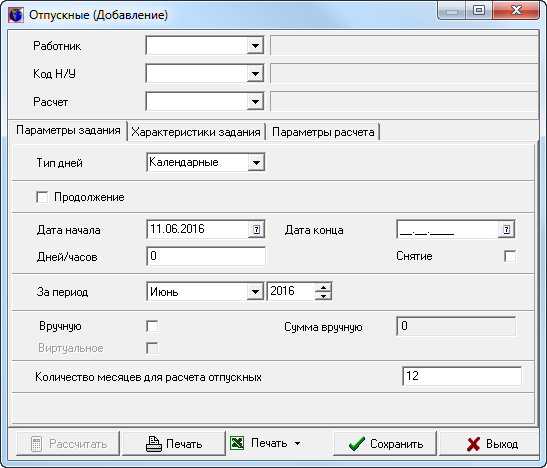 Отпускные (Добавление)
Работник
Код Н/У
Расчет
Параметры задания Характеристики задания Параметры расчета
Тип дней Календарные
Продолжение
Дата начала 11.06.2016 ? Дата конца __.__.____ ?
Дней/часов 0 Снятие
За период Июнь 2016
Вручную Сумма вручную 0
Виртуальное
Количество месяцев для расчета отпускных 12
Рассчитать Печать Печать Сохранить Выход